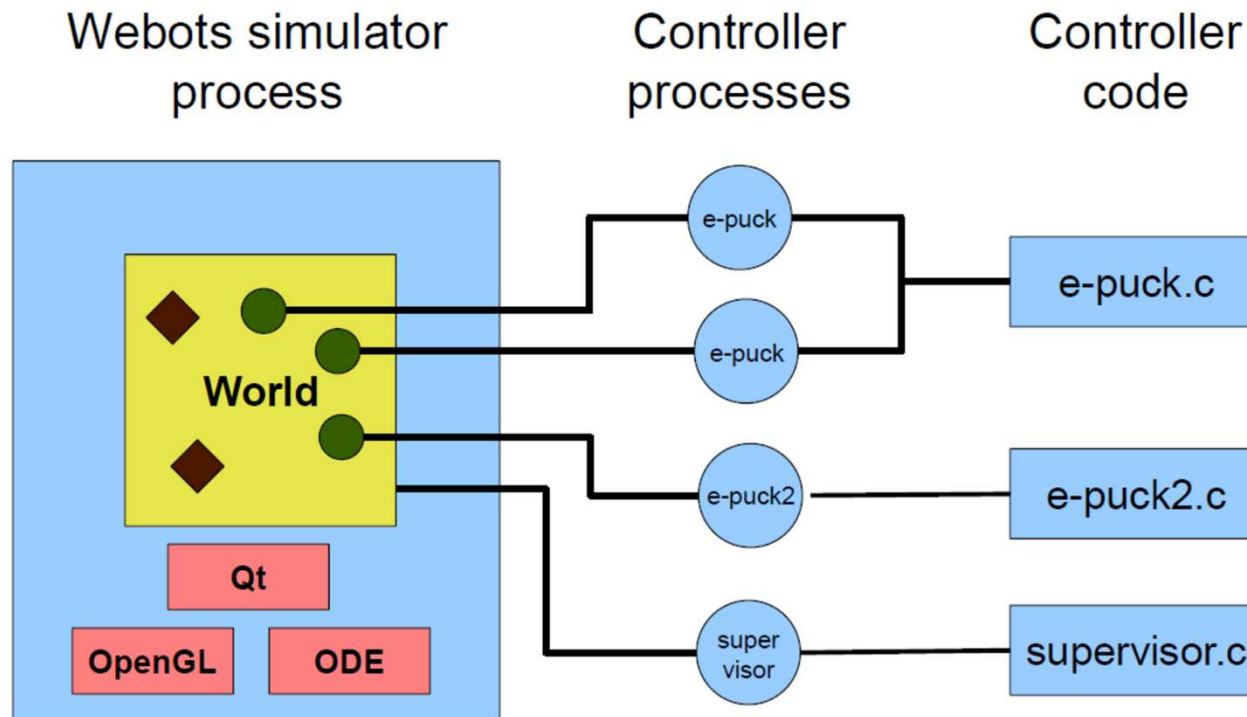 Webots simulator
process
Controller
processes
Controller
code
e-puck
e-puck
e-puck2
super
visor
e-puck.c
e-puck2.c
supervisor.c
World
Qt
OpenGL
ODE